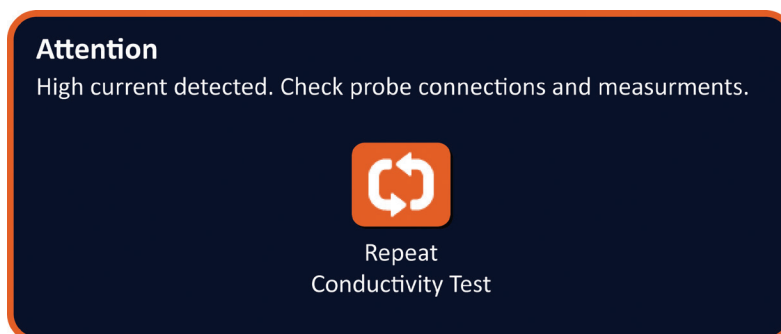 Attention
High current detected. Check probe connections and measurments.
Repeat
Conductivity Test